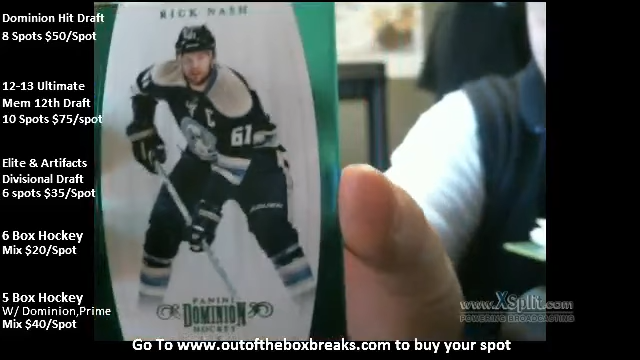 Dominion Hit Draft
8 Spots $50/Spot
12-13 Ultimate
Mem 12th Draft
10 Spots $75/spot
Elite & Artifacts
Divisional Draft
6 spots $35/Spot
6 Box Hockey
Mix $20/Spot
5 Box Hockey
W/ Dominion,Prime
Mix $40/Spot
RICK NASH
C
61
61
PANINI
DOMINION
HOCKEY
www.XSplit.com
POWERING BROADCASTING
Go To www.outoftheboxbreaks.com to buy your spot